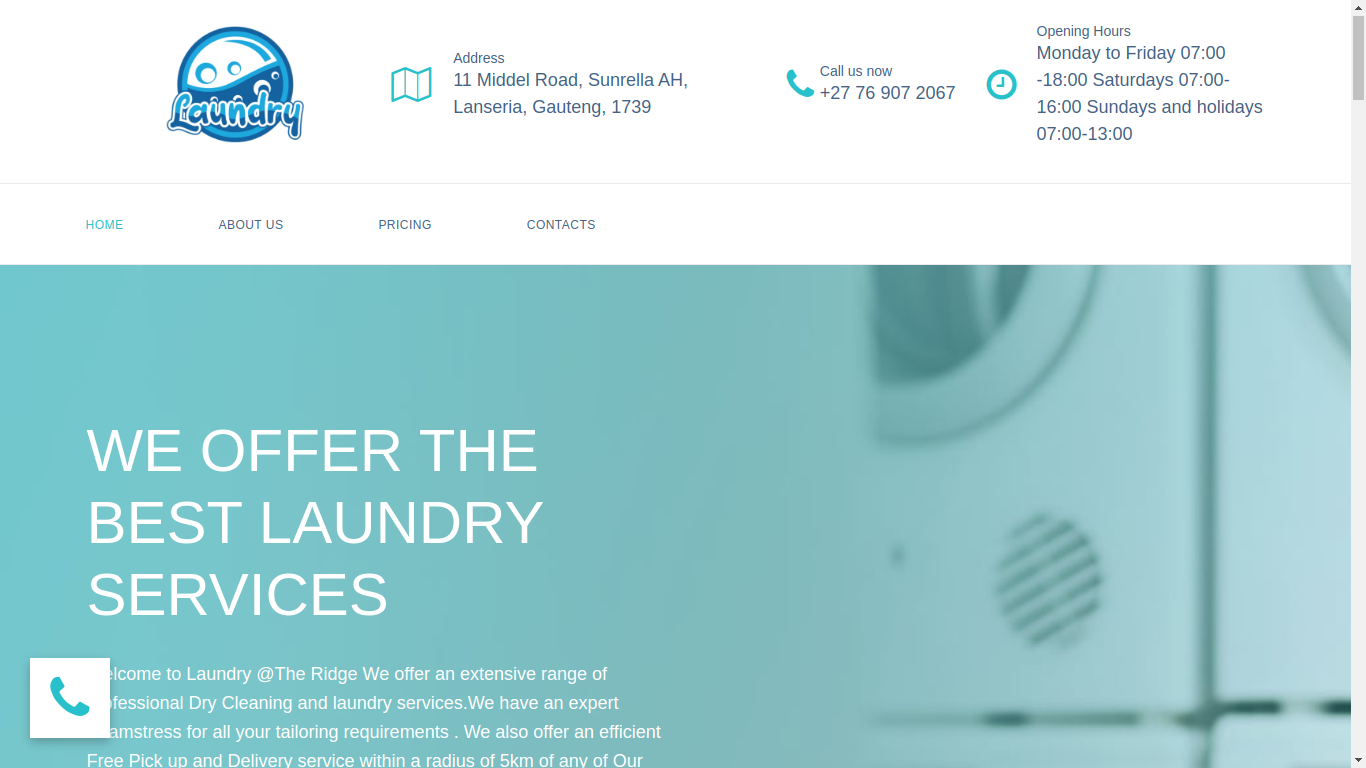 Laundry
Address
11 Middel Road, Sunrella AH,
Lanseria, Gauteng, 1739
Call us now
+27 76 907 2067
Opening Hours
Monday to Friday 07:00
-18:00 Saturdays 07:00-
16:00 Sundays and holidays
07:00-13:00
HOME
ABOUT US
PRICING
CONTACTS
WE OFFER THE
BEST LAUNDRY
SERVICES
elcome to Laundry @The Ridge We offer an extensive range of
ofessional Dry Cleaning and laundry services.We have an expert
amstress for all your tailoring requirements . We also offer an efficient
Free Pick up and Delivery service within a radius of 5km of any of Our